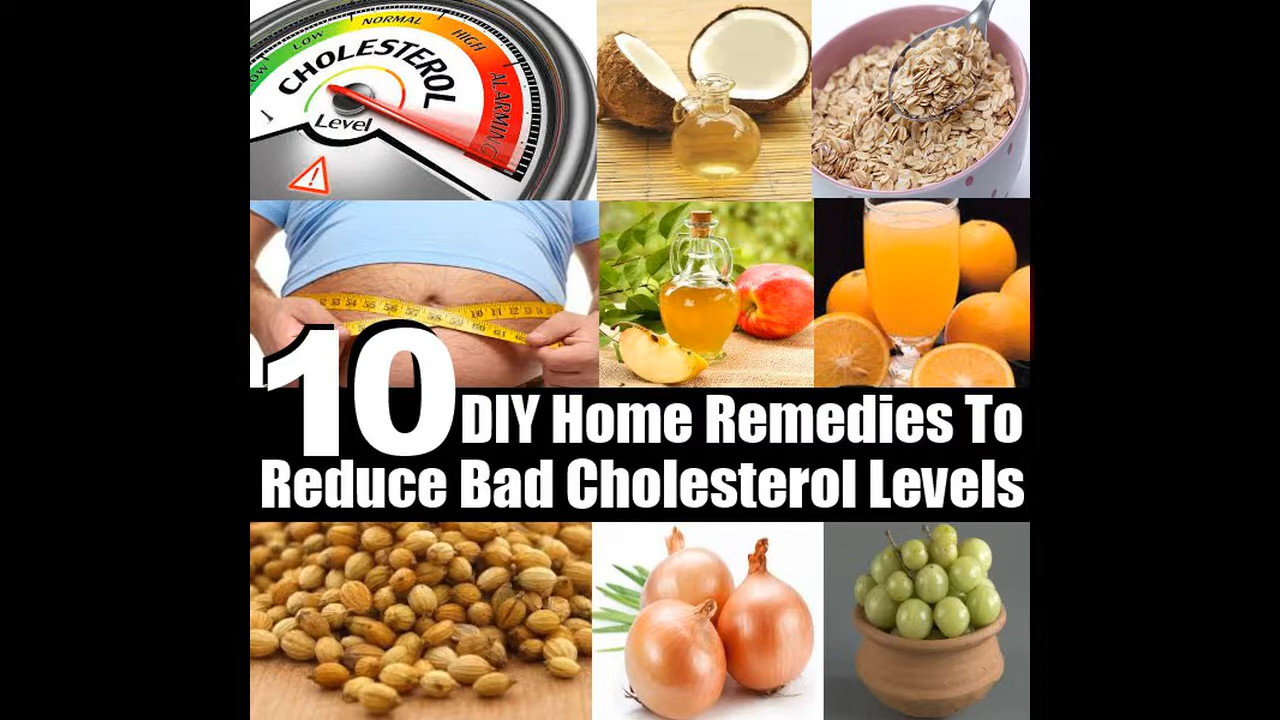 LOW
NORMAL
HIGH
ALARMING
CHOLESTEROL
Level
10 DIY Home Remedies To
Reduce Bad Cholesterol Levels